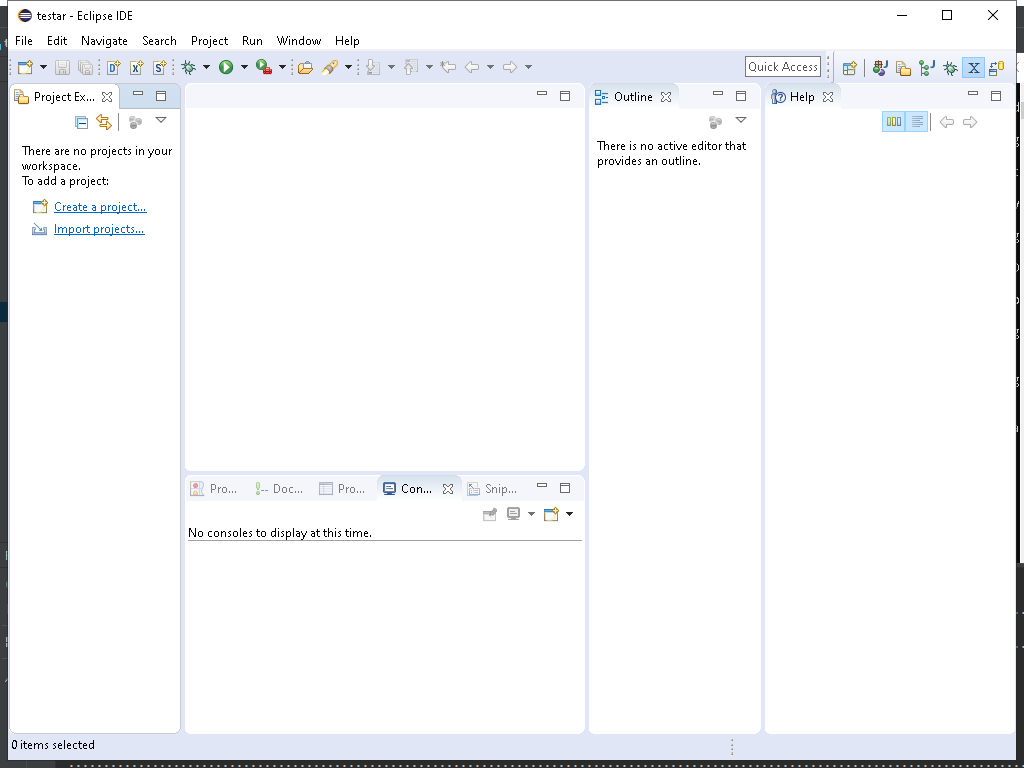 testar - Eclipse IDE
File Edit Navigate Search Project Run Window Help
Quick Access
Project Ex...
Outline
Help
There are no projects in your
workspace.
To add a project:
Create a project...
Import projects...
There is no active editor that
provides an outline.
Pro... Doc... Pro... Con... Snip...
No consoles to display at this time.
0 items selected